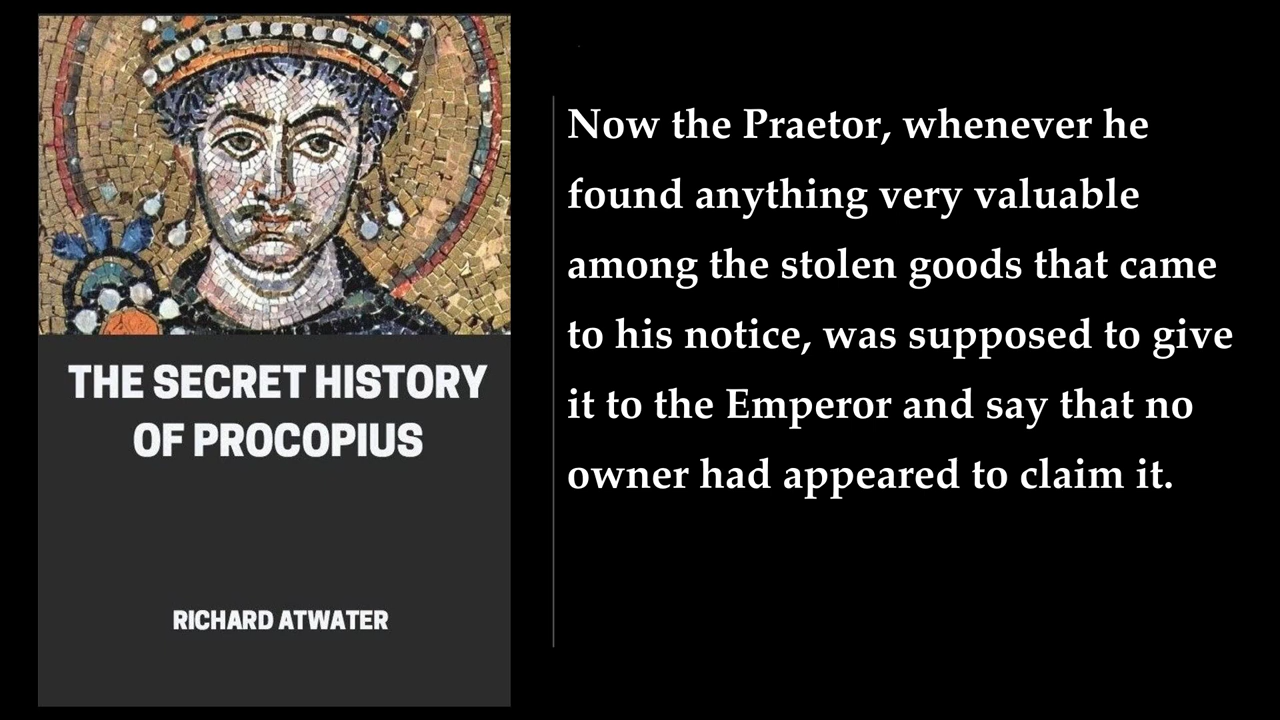 THE SECRET HISTORY
OF PROCOPIUS
RICHARD ATWATER
Now the Praetor, whenever he
found anything very valuable
among the stolen goods that came
to his notice, was supposed to give
it to the Emperor and say that no
owner had appeared to claim it.